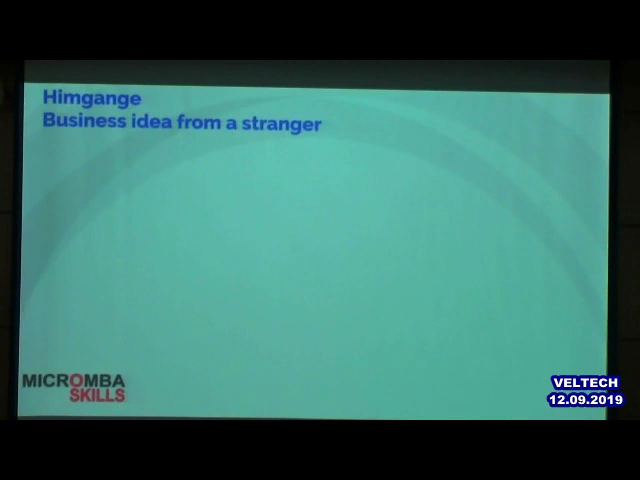 Himgange
Business idea from a stranger
MICROMBA
SKILLS
VELTECH
12.09.2019